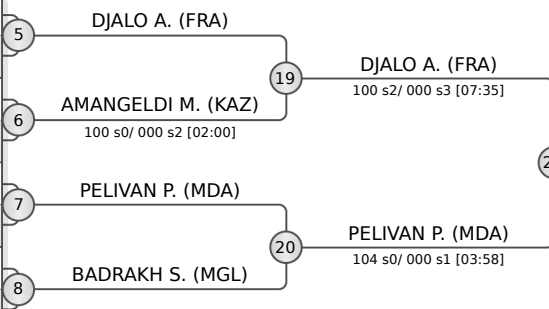 DJALO A. (FRA)
5
19
DJALO A. (FRA)
100 s2/ 000 s3 [07:35]
AMANGELDI M. (KAZ)
6
100 s0/ 000 s2 [02:00]
PELIVAN P. (MDA)
7
20
PELIVAN P. (MDA)
104 s0/ 000 s1 [03:58]
BADRAKH S. (MGL)
8